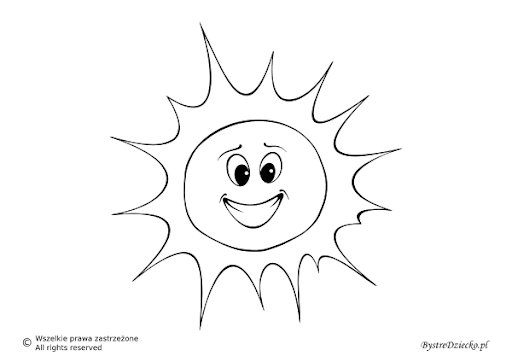 © Wszelkie prawa zastrzeżone
All rights reserved
BystreDziecko.pl